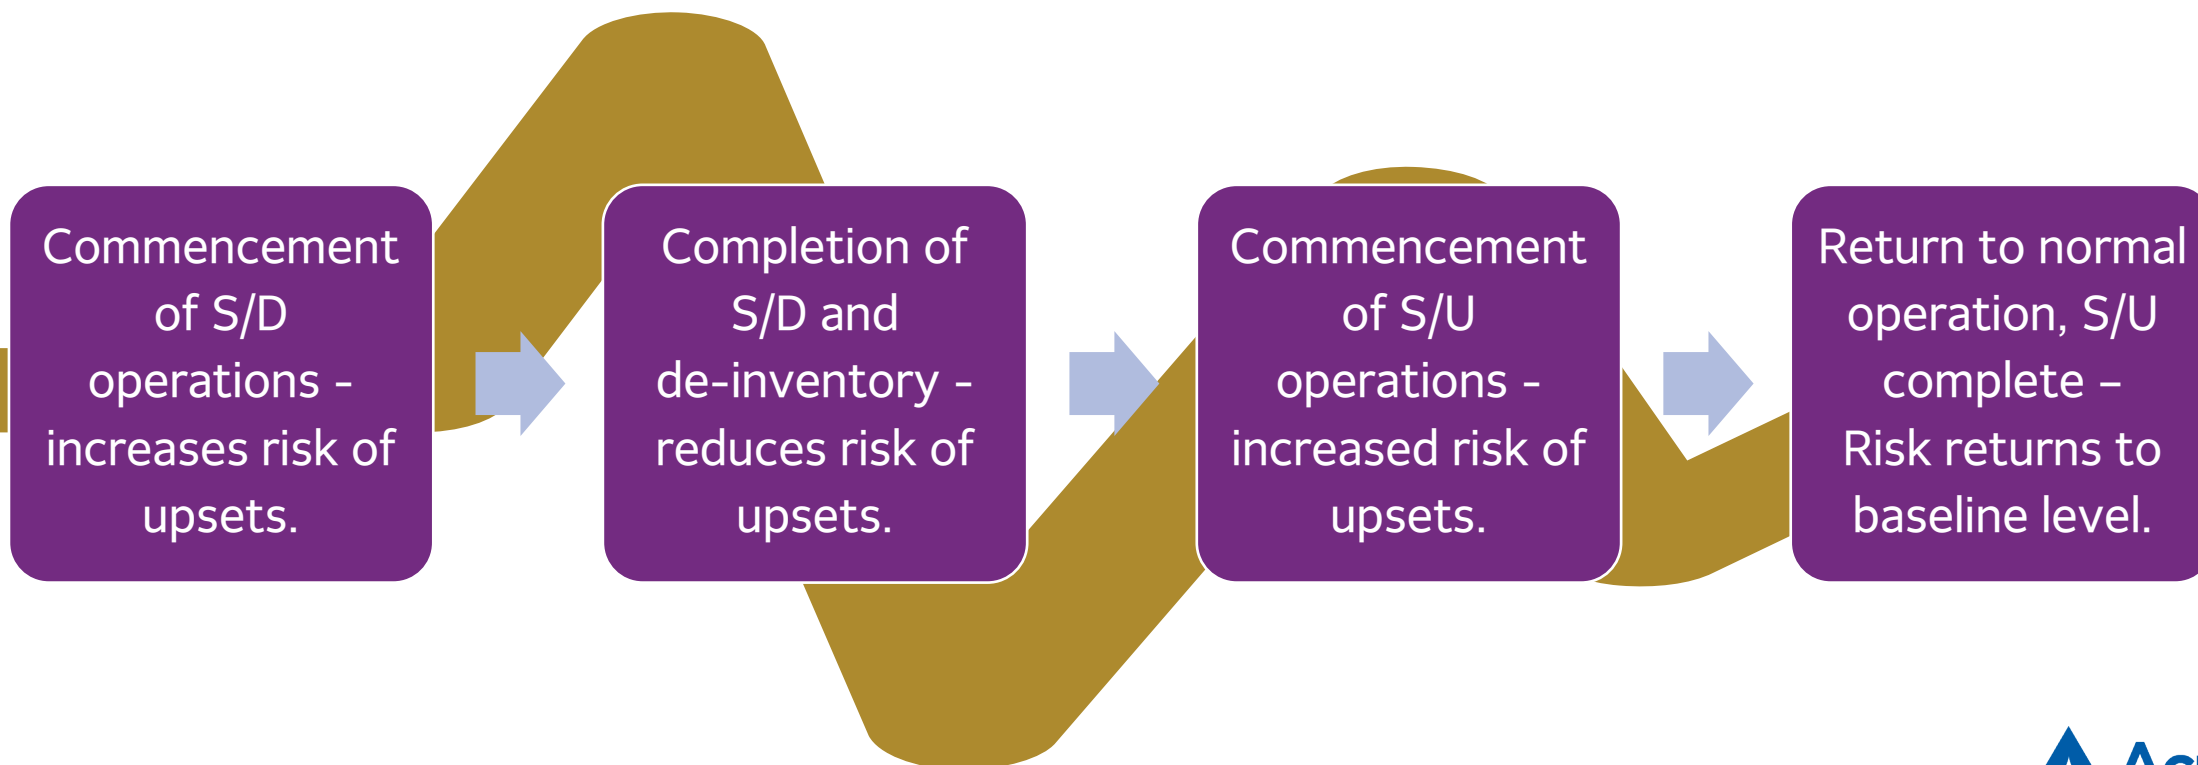 Commencement
of S/D
operations -
increases risk of
upsets.
Completion of
S/D and
de-inventory -
reduces risk of
upsets.
Commencement
of S/U
operations -
increased risk of
upsets.
Return to normal
operation, S/U
complete –
Risk returns to
baseline level.